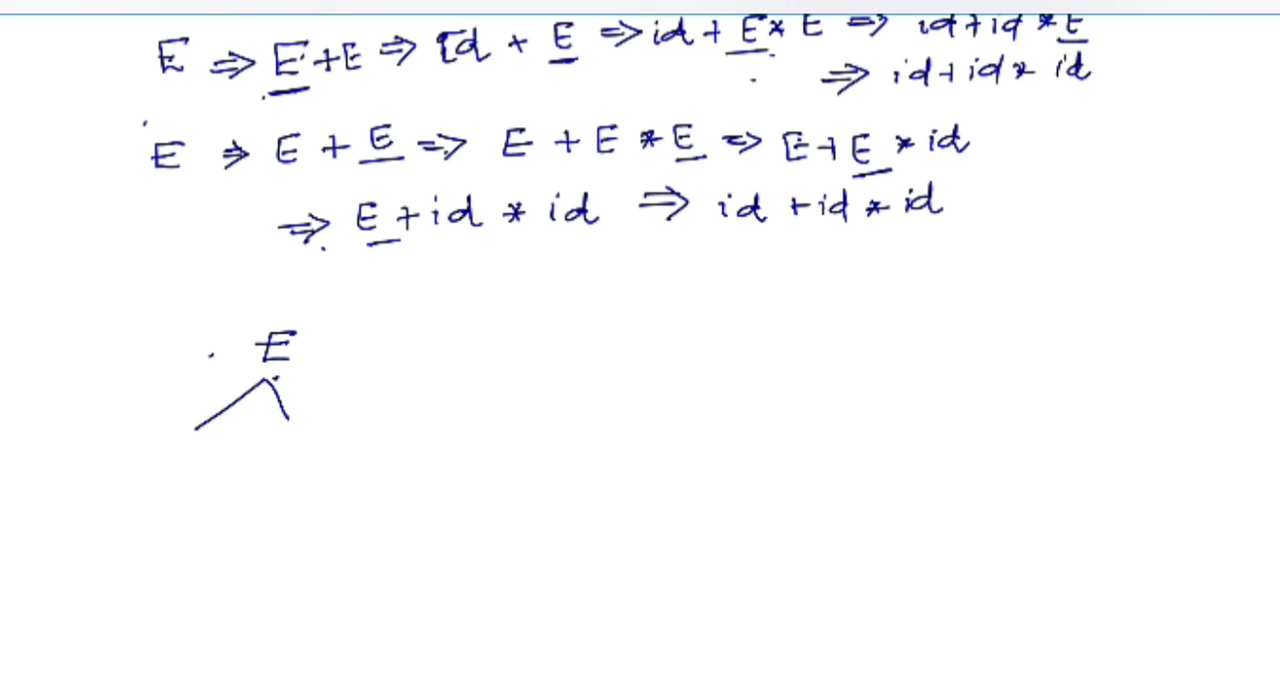 E ⇒ E + E ⇒ Id + E ⇒ id + E * E ⇒ id + id * E
⇒ id + id * id
E ⇒ E + E ⇒ E + E * E ⇒ E + E * id
⇒ E + id * id ⇒ id + id * id
E